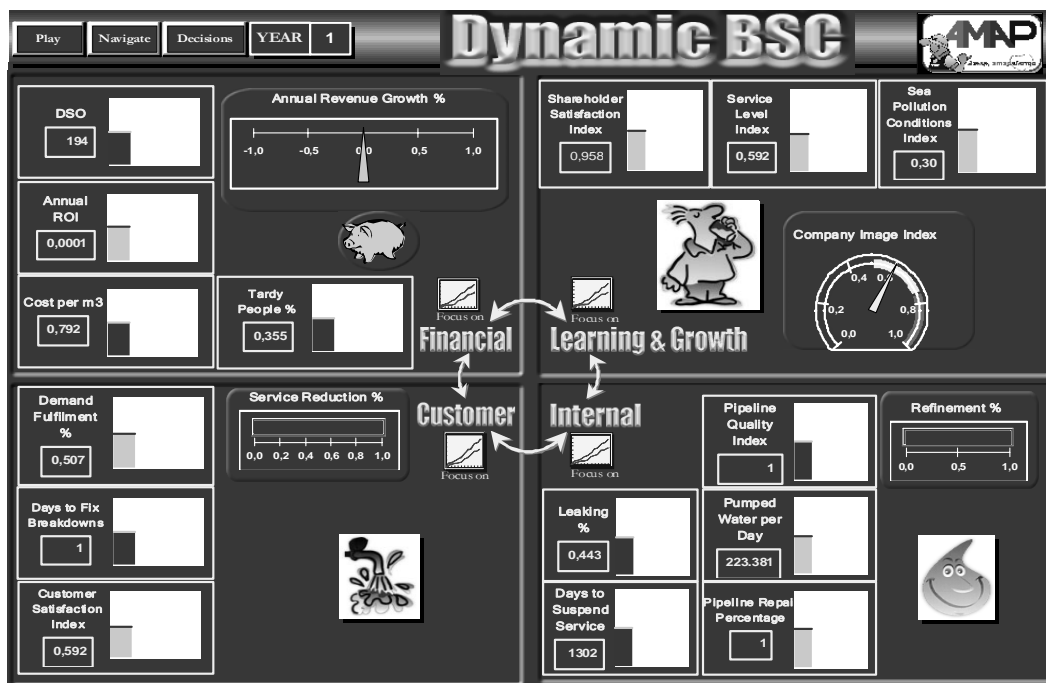 Play
Navigate
Decisions
YEAR
1
Dynamic BSC
AMAP
DSO
194
Annual Revenue Growth %
-1,0
-0,5
0,0
0,5
1,0
Annual
ROI
0,0001
Cost per m3
0,792
Tardy
People %
0,355
Focus on
Financial
Shareholder
Satisfaction
Index
0,958
Service
Level
Index
0,592
Sea
Pollution
Conditions
Index
0,30
Company Image Index
0,0
0,2
0,4
0,6
0,8
1,0
Focus on
Learning & Growth
Demand
Fulfilment
%
0,507
Service Reduction %
0,0 0,2 0,4 0,6 0,8 1,0
Customer
Focus on
Days to Fix
Breakdowns
1
Customer
Satisfaction
Index
0,592
Internal
Focus on
Pipeline
Quality
Index
1
Refinement %
0,0 0,5 1,0
Leaking
%
0,443
Pumped
Water per
Day
223.381
Days to
Suspend
Service
1302
Pipeline Repai
Percentage
1